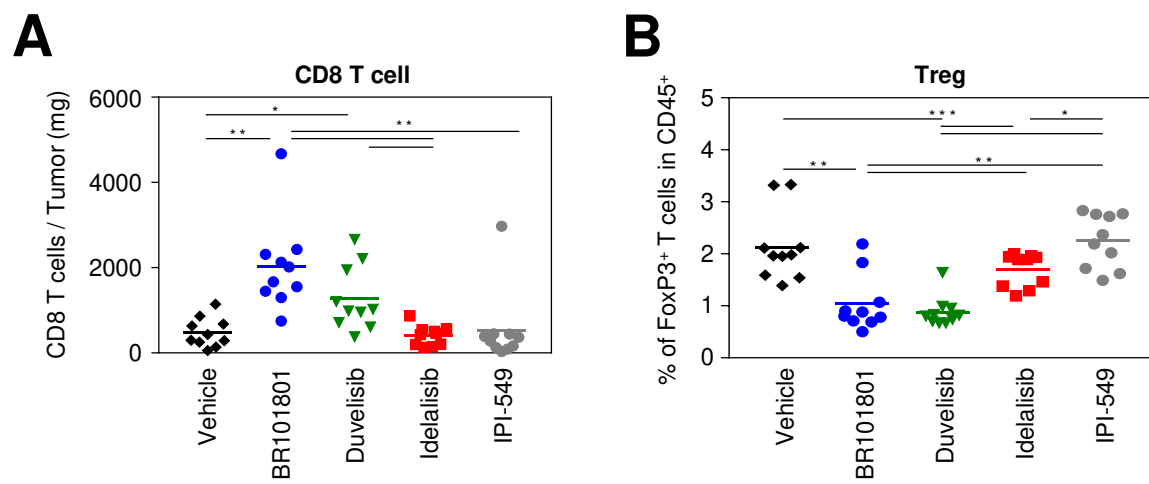 A
CD8 T cell
CD8 T cells / Tumor (mg)
6000
4000
2000
0
*
**
**
Vehicle
BR101801
Duvelisib
Idelalisib
IPI-549
B
Treg
% of FoxP3⁺ T cells in CD45⁺
5
4
3
2
1
0
***
*
**
**
Vehicle
BR101801
Duvelisib
Idelalisib
IPI-549